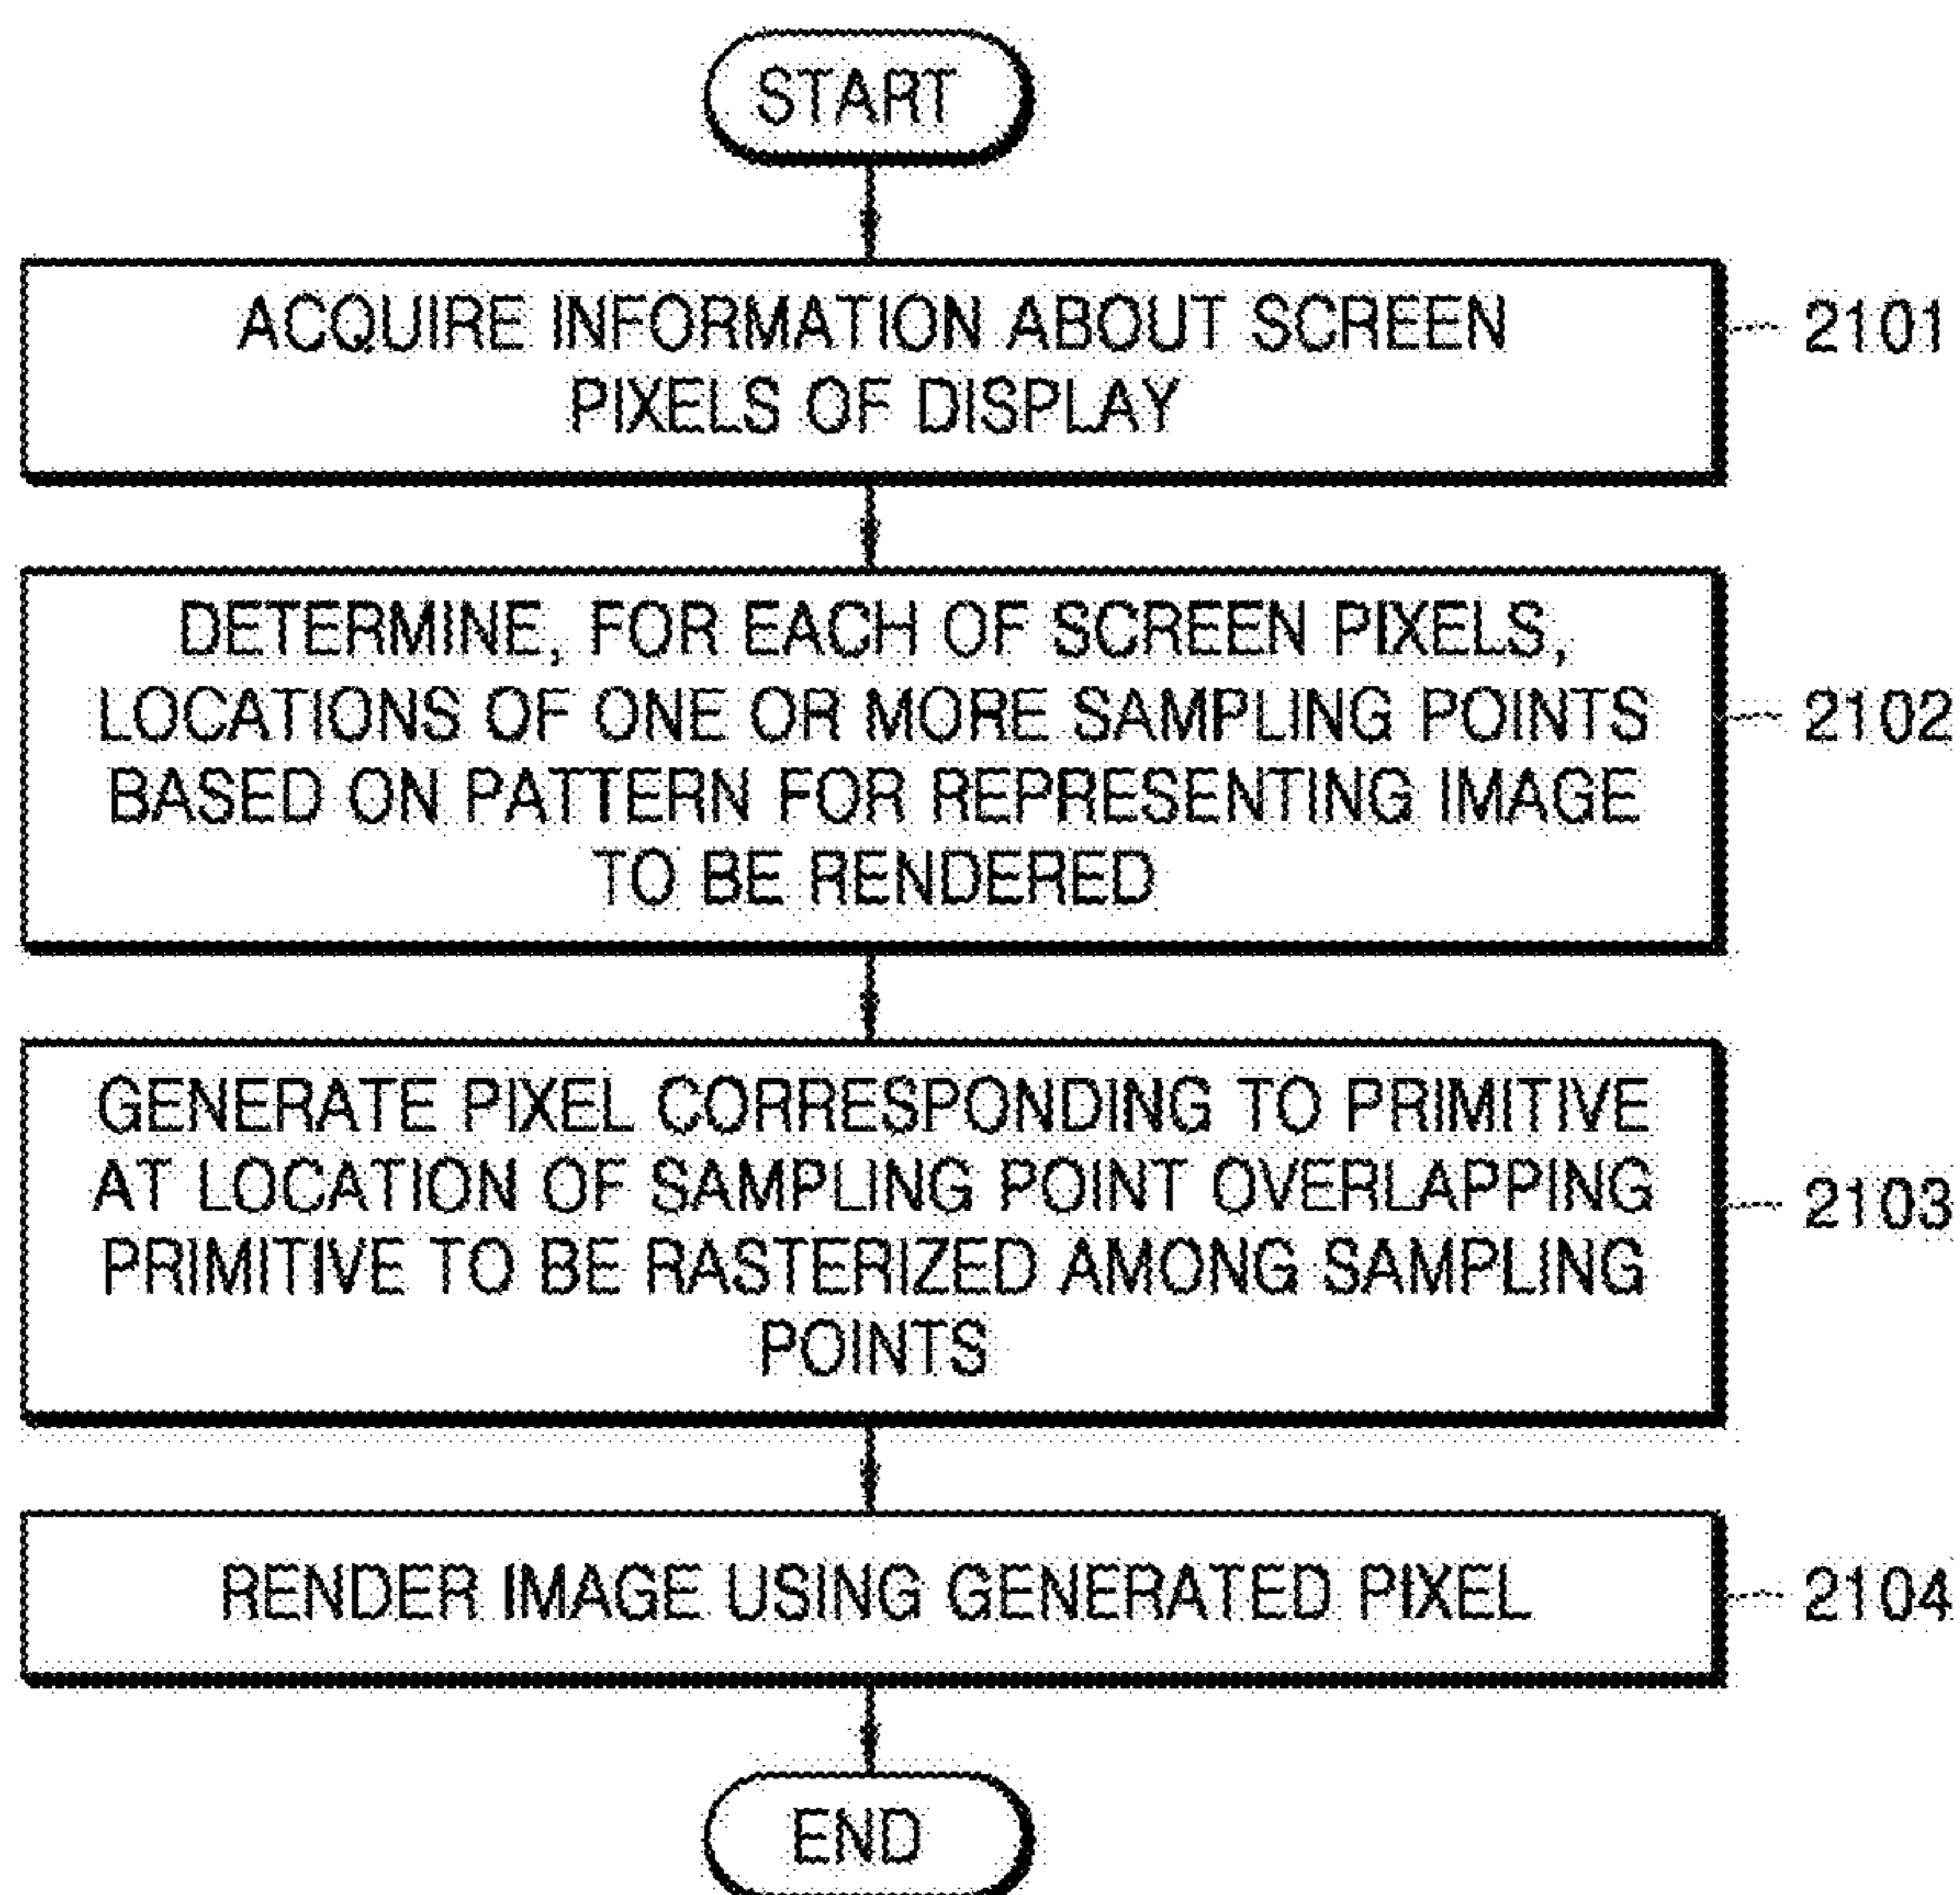 START
ACQUIRE INFORMATION ABOUT SCREEN
PIXELS OF DISPLAY
2101
DETERMINE, FOR EACH OF SCREEN PIXELS,
LOCATIONS OF ONE OR MORE SAMPLING POINTS
BASED ON PATTERN FOR REPRESENTING IMAGE
TO BE RENDERED
2102
GENERATE PIXEL CORRESPONDING TO PRIMITIVE
AT LOCATION OF SAMPLING POINT OVERLAPPING
PRIMITIVE TO BE RASTERIZED AMONG SAMPLING
POINTS
2103
RENDER IMAGE USING GENERATED PIXEL
2104
END